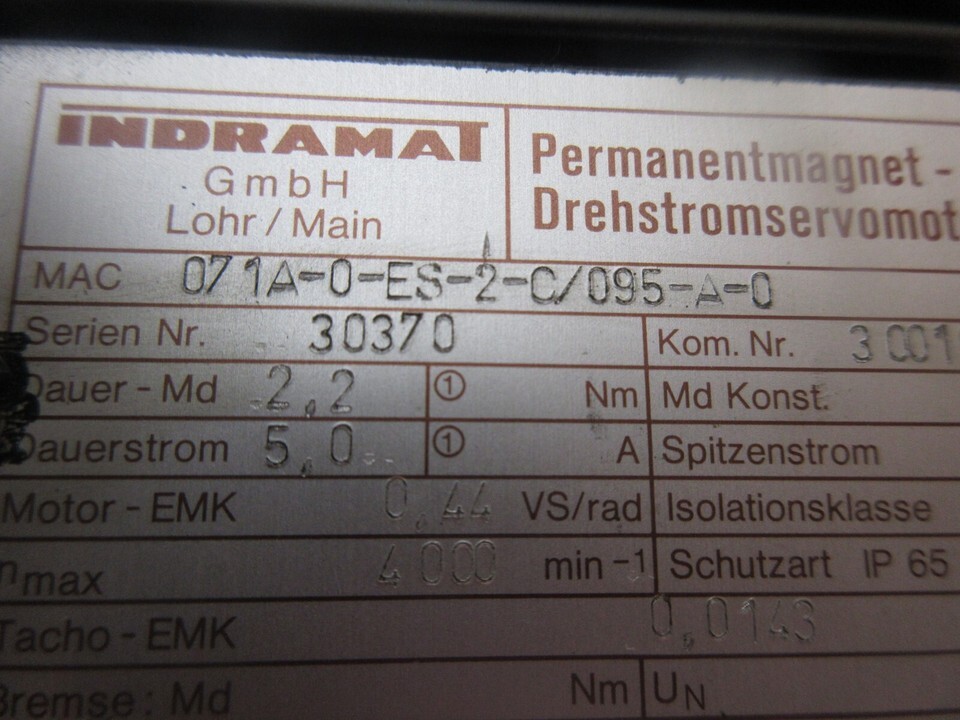 INDRAMAT
GmbH
Lohr/Main
Permanentmagnet-
Drehstromservomot
MAC 071A-0-ES-2-C/095-A-0
Serien Nr. 30370 Kom. Nr. 3001
Dauer-Md 2,2 ① Nm Md Konst.
Dauerstrom 5,0 ① A Spitzenstrom
Motor-EMK 0,44 VS/rad Isolationsklasse
nmax 4000 min-1 Schutzart IP 65
Tacho-EMK 0,0143
Bremse: Md Nm UN